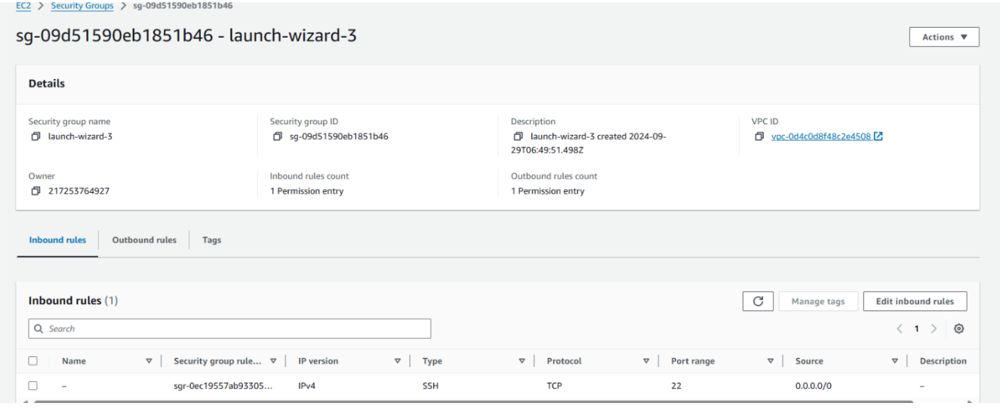 EC2 > Security Groups > sg-09d51590eb1851b46
sg-09d51590eb1851b46 - launch-wizard-3
Actions
Details
Security group name
launch-wizard-3
Security group ID
sg-09d51590eb1851b46
Description
launch-wizard-3 created 2024-09-
29T06:49:51.498Z
VPC ID
vpc-0d4c0d8f48c2e4508
Owner
217253764927
Inbound rules count
1 Permission entry
Outbound rules count
1 Permission entry
Inbound rules Outbound rules Tags
Inbound rules (1)
Manage tags Edit inbound rules
Search
1
Name Security group rule... IP version Type Protocol Port range Source Description
– sgr-0ec19557ab93305... IPv4 SSH TCP 22 0.0.0.0/0 –